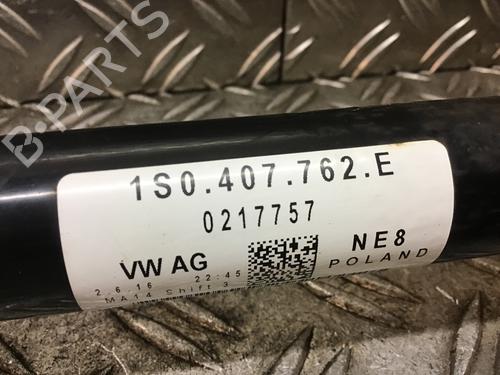 B-PARTS
1S0.407.762.E
0217757
VW AG
NE8
POLAND
2.6.16 22:45
MA14 Shift 3